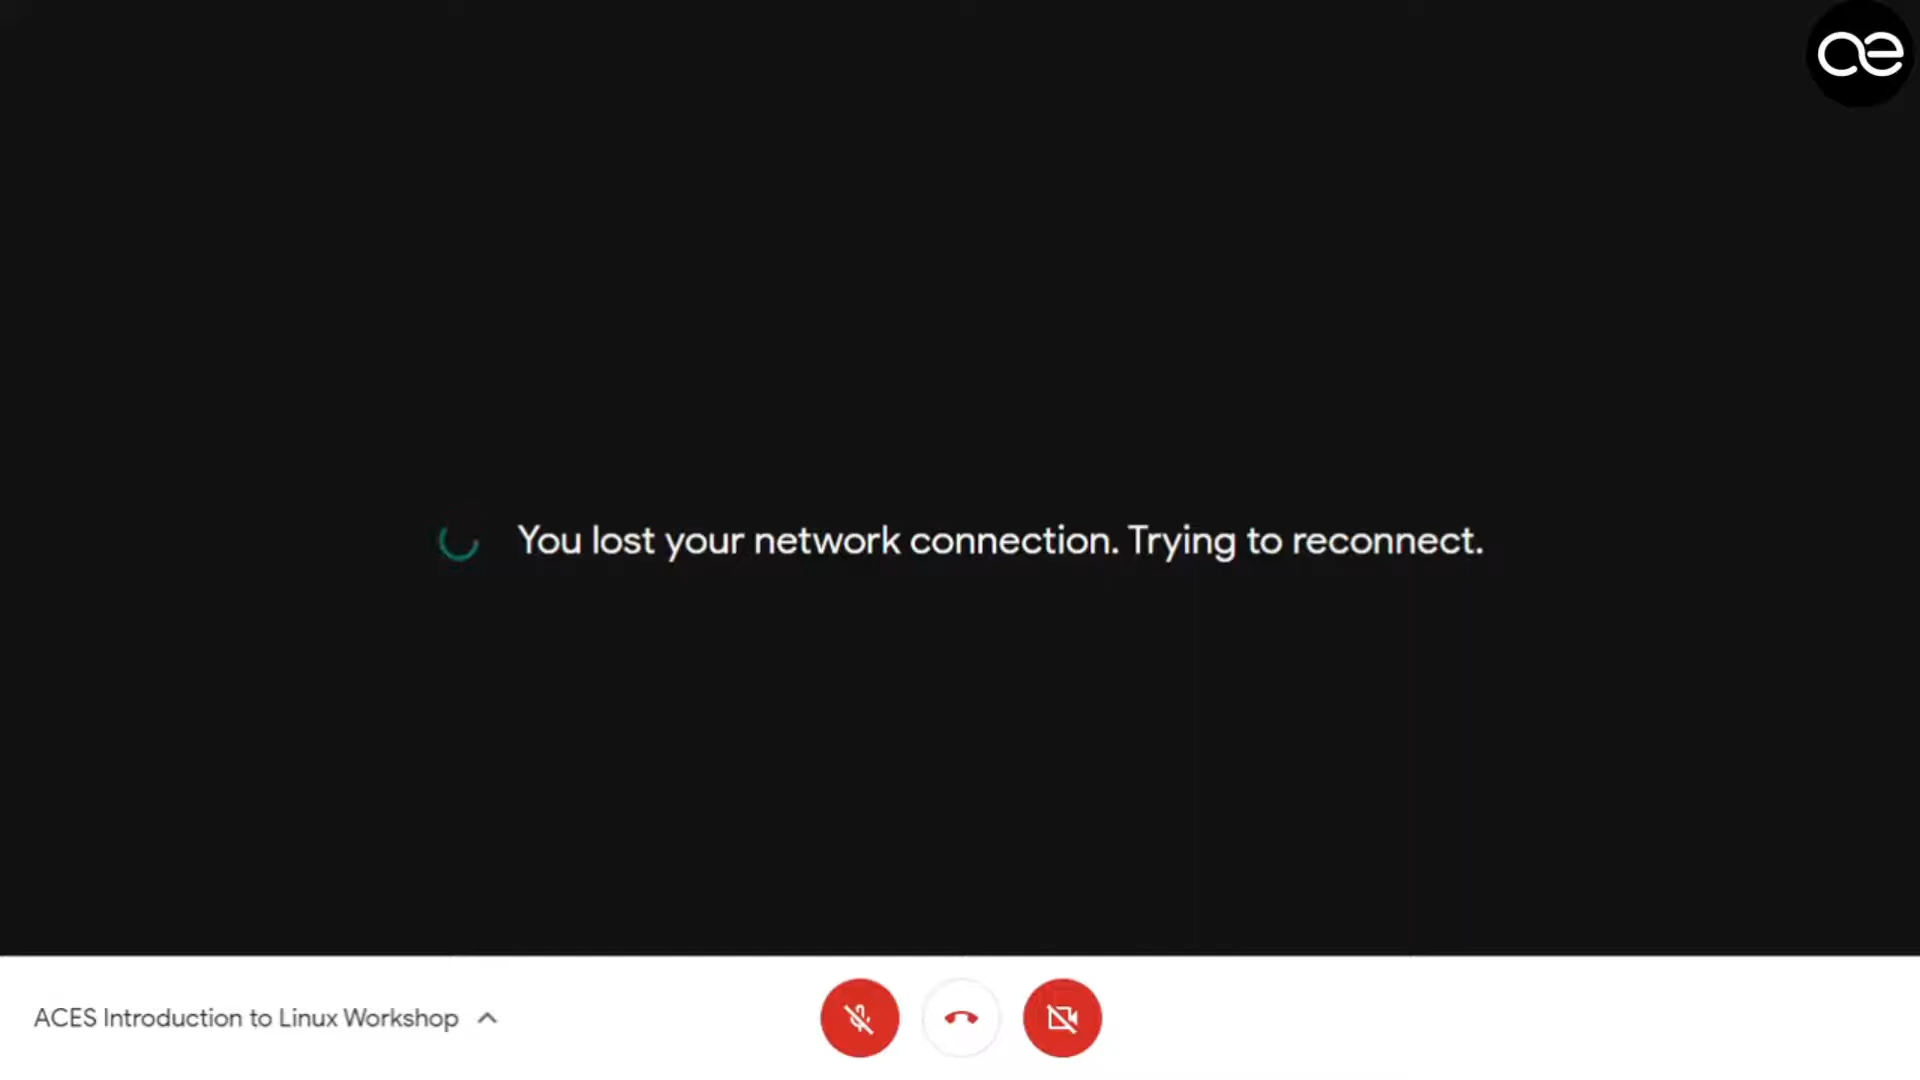 You lost your network connection. Trying to reconnect.
ACES Introduction to Linux Workshop